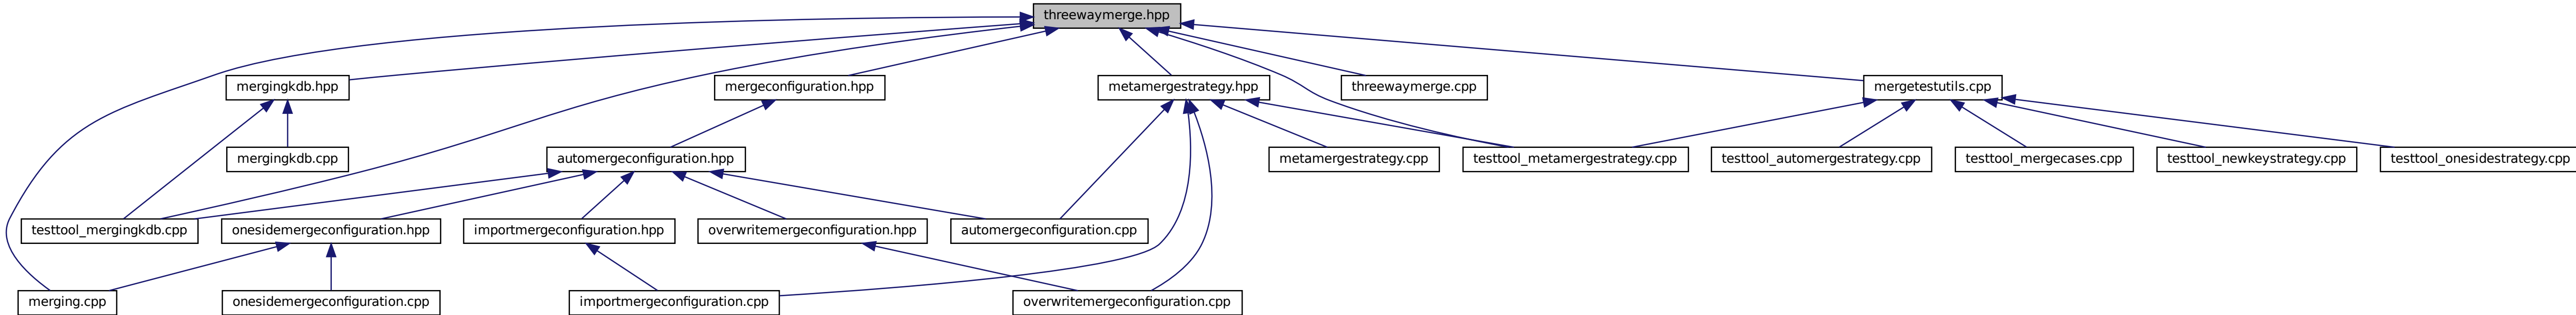 threewaymerge.hpp
mergingkdb.hpp
mergeconfiguration.hpp
metamergestrategy.hpp
threewaymerge.cpp
mergetestutils.cpp
mergingkdb.cpp
automergeconfiguration.hpp
metamergestrategy.cpp
testtool_metamergestrategy.cpp
testtool_automergestrategy.cpp
testtool_mergecases.cpp
testtool_newkeystrategy.cpp
testtool_onesidestrategy.cpp
testtool_mergingkdb.cpp
onesidemergeconfiguration.hpp
importmergeconfiguration.hpp
overwritemergeconfiguration.hpp
automergeconfiguration.cpp
merging.cpp
onesidemergeconfiguration.cpp
importmergeconfiguration.cpp
overwritemergeconfiguration.cpp